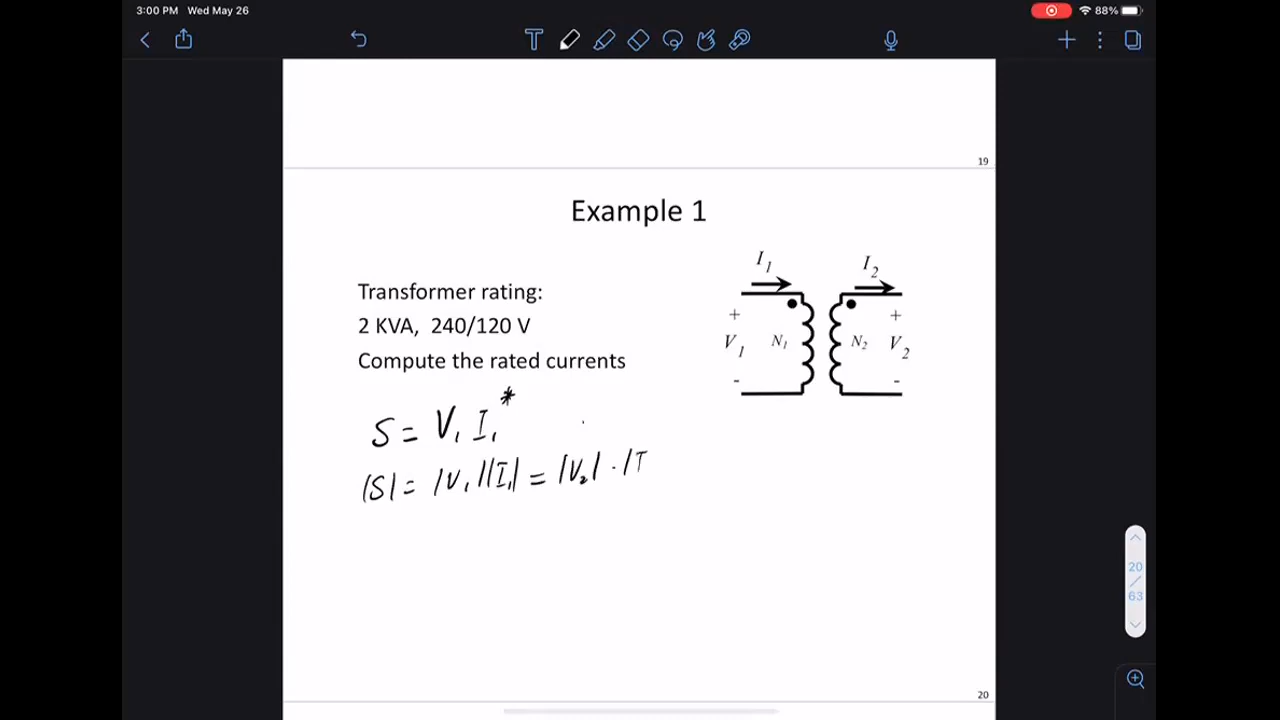 3:00 PM Wed May 26
88%
T
19
Example 1
Transformer rating:
2 KVA, 240/120 V
Compute the rated currents
I1
I2
+
V1
-
N1
N2
+
V2
-
S = V1 I1*
|S| = |V1||I1| = |V2| · |I
20
/
63
20